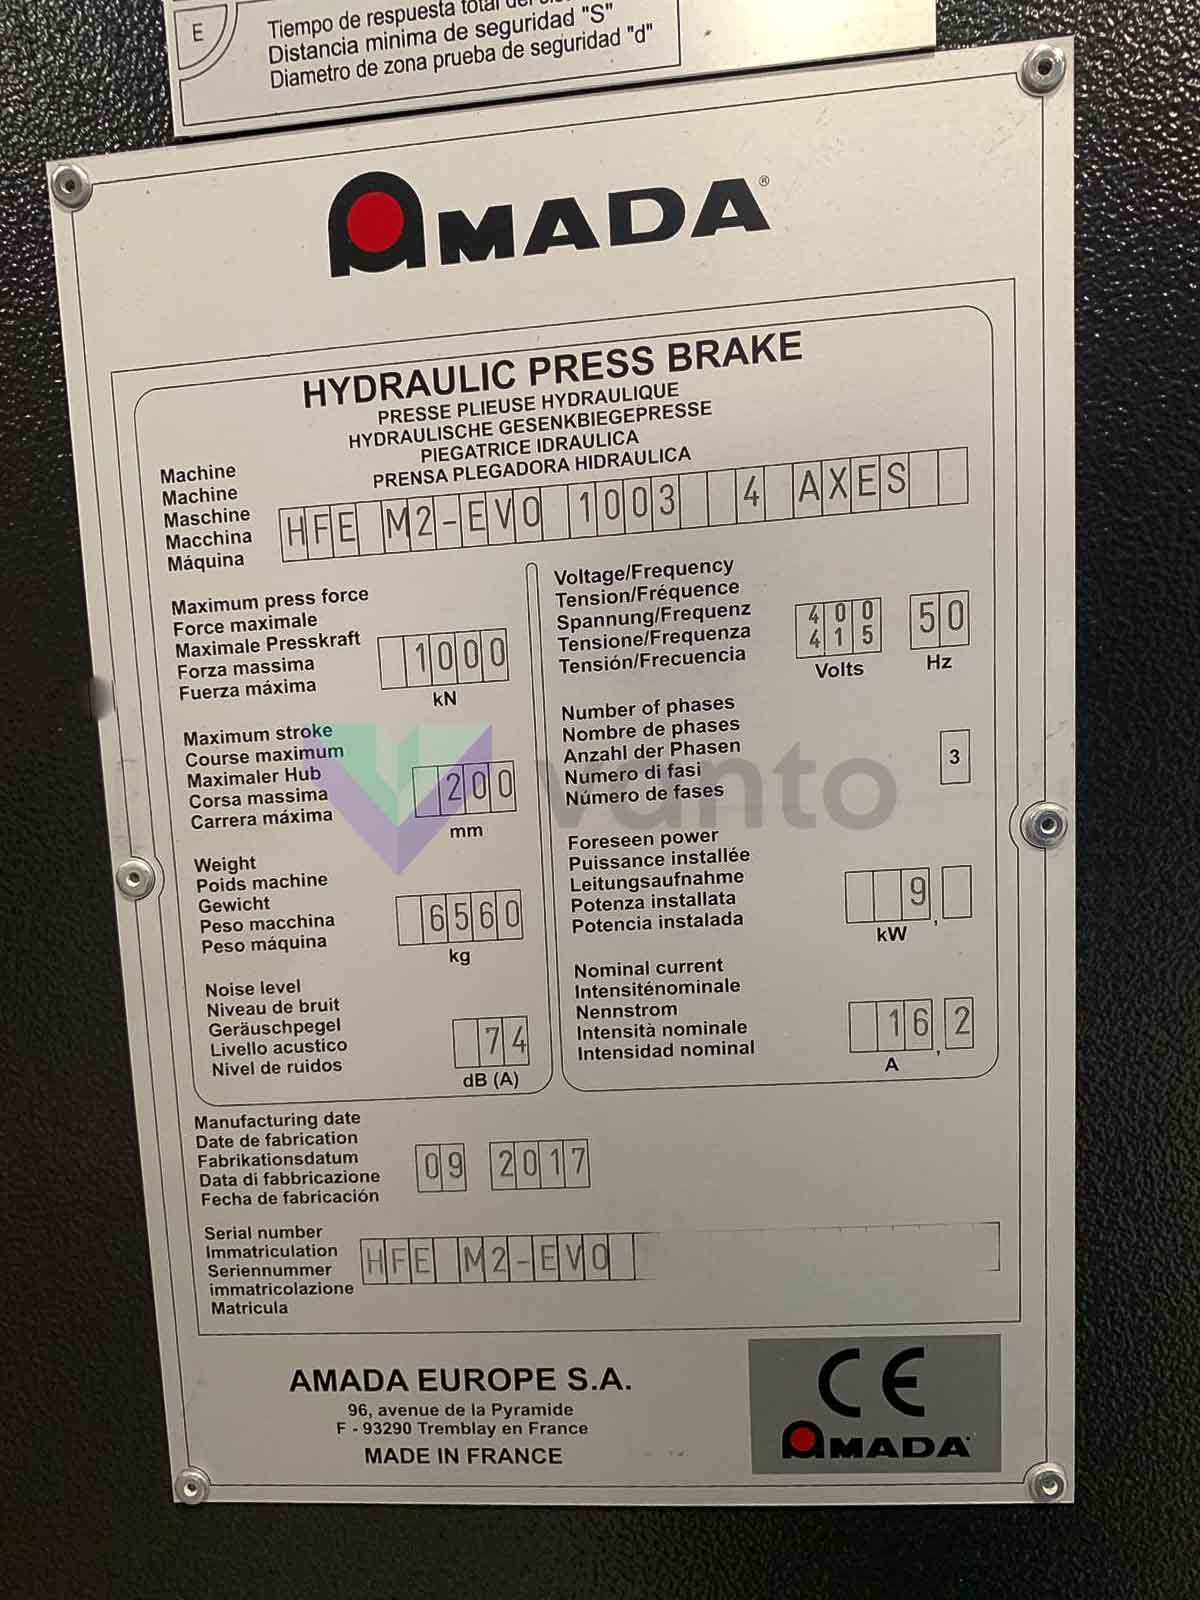 E
Tiempo de respuesta total del
Distancia minima de seguridad "S"
Diametro de zona prueba de seguridad "d"
AMADA®
HYDRAULIC PRESS BRAKE
PRESSE PLIEUSE HYDRAULIQUE
HYDRAULISCHE GESENKBIEGEPRESSE
PIEGATRICE IDRAULICA
PRENSA PLEGADORA HIDRAULICA
Machine
Machine
Maschine
Macchina
Máquina
HFE M2-EVO 1003 4 AXES
Maximum press force
Force maximale
Maximale Presskraft
Forza massima
Fuerza máxima
1000
kN
Maximum stroke
Course maximum
Maximaler Hub
Corsa massima
Carrera máxima
200
mm
Weight
Poids machine
Gewicht
Peso macchina
Peso máquina
6560
kg
Noise level
Niveau de bruit
Geräuschpegel
Livello acustico
Nivel de ruidos
74
dB (A)
Voltage/Frequency
Tension/Fréquence
Spannung/Frequenz
Tensione/Frequenza
Tensión/Frecuencia
400
415
Volts
50
Hz
Number of phases
Nombre de phases
Anzahl der Phasen
Numero di fasi
Número de fases
3
Foreseen power
Puissance installée
Leitungsaufnahme
Potenza installata
Potencia instalada
9,
kW
Nominal current
Intensiténominale
Nennstrom
Intensità nominale
Intensidad nominal
16,2
A
Manufacturing date
Date de fabrication
Fabrikationsdatum
Data di fabbricazione
Fecha de fabricación
09 2017
Serial number
Immatriculation
Seriennummer
immatricolazione
Matricula
HFE M2-EVO
AMADA EUROPE S.A.
96, avenue de la Pyramide
F - 93290 Tremblay en France
MADE IN FRANCE
CE
AMADA
vanto